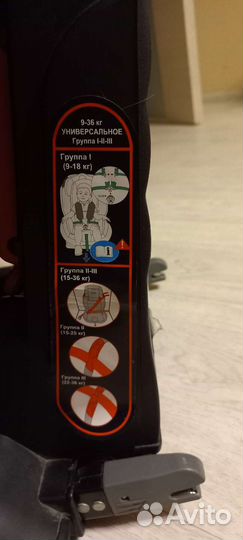 9-36 кг
УНИВЕРСАЛЬНОЕ
Группа I-II-III
Группа I
(9-18 кг)
Группа II-III
(15-36 кг)
Группа II
(15-25 кг)
Группа III
(22-36 кг)
Avito